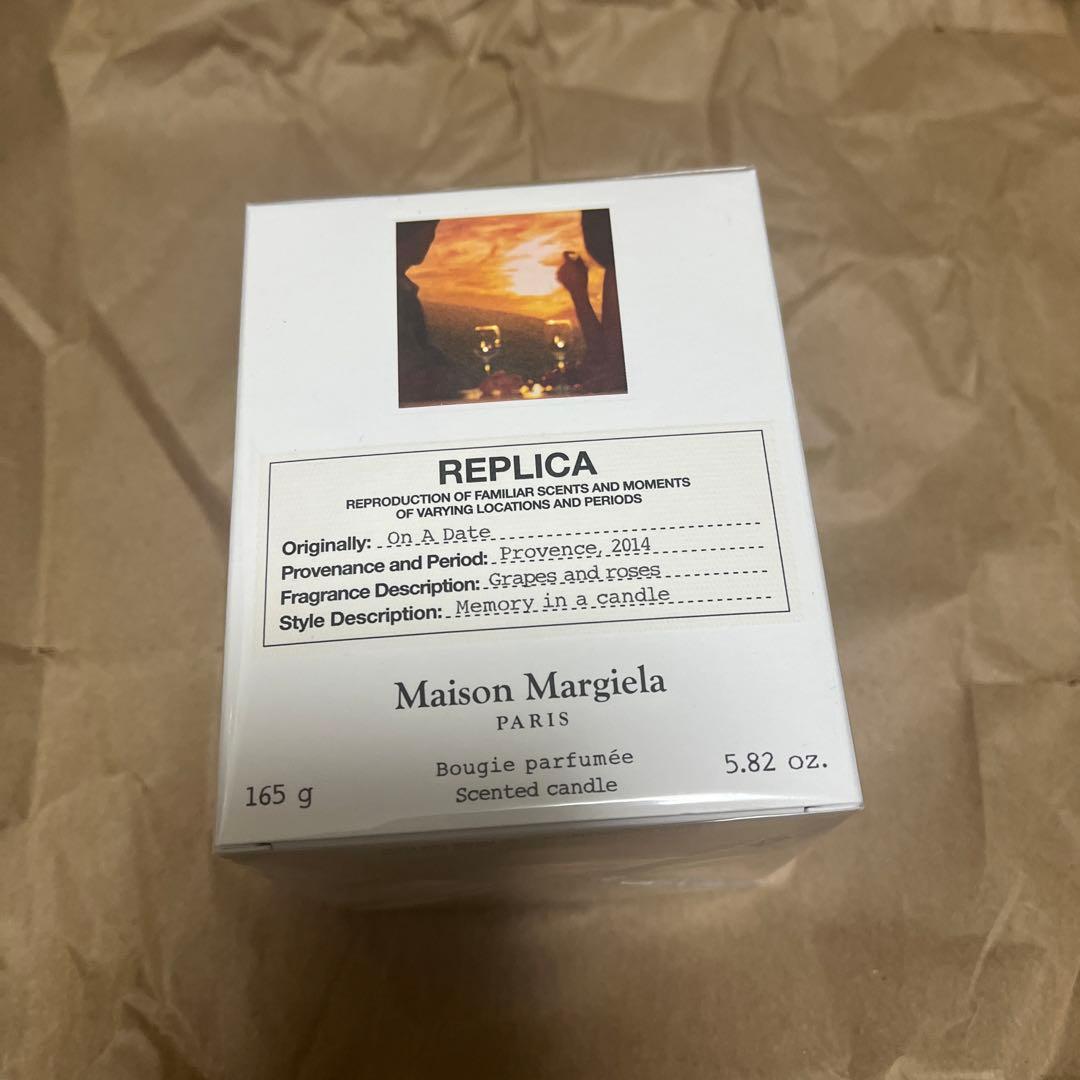 REPLICA
REPRODUCTION OF FAMILIAR SCENTS AND MOMENTS
OF VARYING LOCATIONS AND PERIODS
Originally: On A Date
Provenance and Period: Provence, 2014
Fragrance Description: Grapes and roses
Style Description: Memory in a candle
Maison Margiela
PARIS
Bougie parfumée
Scented candle
165 g
5.82 oz.